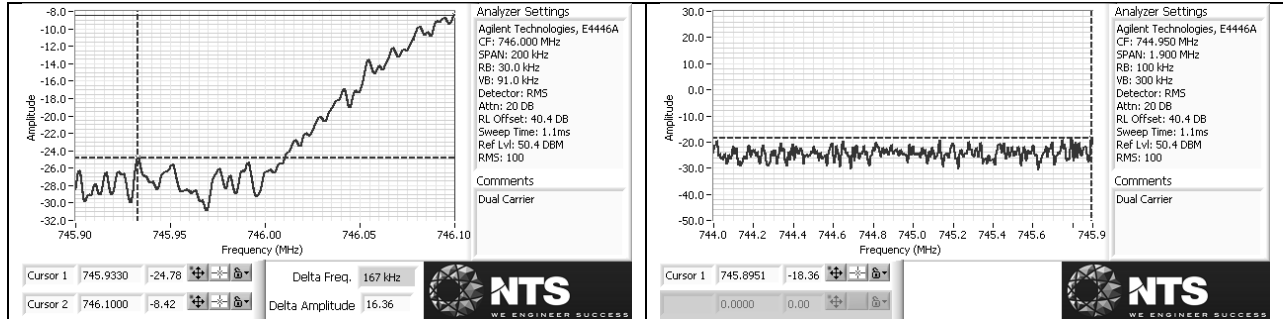 -8.0
-10.0
-12.0
-14.0
-16.0
-18.0
-20.0
-22.0
-24.0
-26.0
-28.0
-30.0
-32.0
Amplitude
745.90 745.95 746.00 746.05 746.10
Frequency (MHz)
Analyzer Settings
Agilent Technologies, E4446A
CF: 746.000 MHz
SPAN: 200 kHz
RB: 30.0 kHz
VB: 91.0 kHz
Detector: RMS
Attn: 20 DB
RL Offset: 40.4 DB
Sweep Time: 1.1ms
Ref Lvl: 50.4 DBM
RMS: 100
Comments
Dual Carrier
Cursor 1 745.9330 -24.78
Cursor 2 746.1000 -8.42
Delta Freq. 167 kHz
Delta Amplitude 16.36
NTS
WE ENGINEER SUCCESS
30.0
20.0
10.0
0.0
-10.0
-20.0
-30.0
-40.0
-50.0
Amplitude
744.0 744.2 744.4 744.6 744.8 745.0 745.2 745.4 745.6 745.9
Frequency (MHz)
Analyzer Settings
Agilent Technologies, E4446A
CF: 744.950 MHz
SPAN: 1.900 MHz
RB: 100 kHz
VB: 300 kHz
Detector: RMS
Attn: 20 DB
RL Offset: 40.4 DB
Sweep Time: 1.1ms
Ref Lvl: 50.4 DBM
RMS: 100
Comments
Dual Carrier
Cursor 1 745.8951 -18.36
0.0000 0.00
NTS
WE ENGINEER SUCCESS